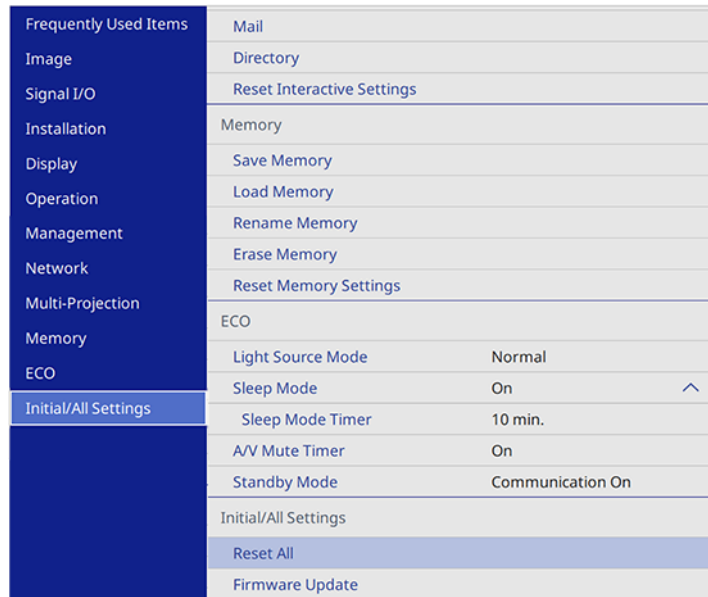 Frequently Used Items
Image
Signal I/O
Installation
Display
Operation
Management
Network
Multi-Projection
Memory
ECO
Initial/All Settings
Mail
Directory
Reset Interactive Settings
Memory
Save Memory
Load Memory
Rename Memory
Erase Memory
Reset Memory Settings
ECO
Light Source Mode Normal
Sleep Mode On
Sleep Mode Timer 10 min.
A/V Mute Timer On
Standby Mode Communication On
Initial/All Settings
Reset All
Firmware Update